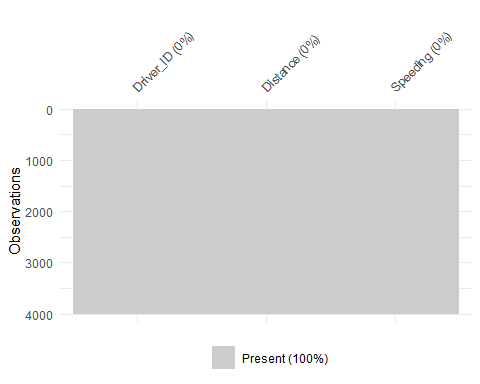 Driver_ID (0%)
Distance (0%)
Speeding (0%)
Observations
0
1000
2000
3000
4000
Present (100%)